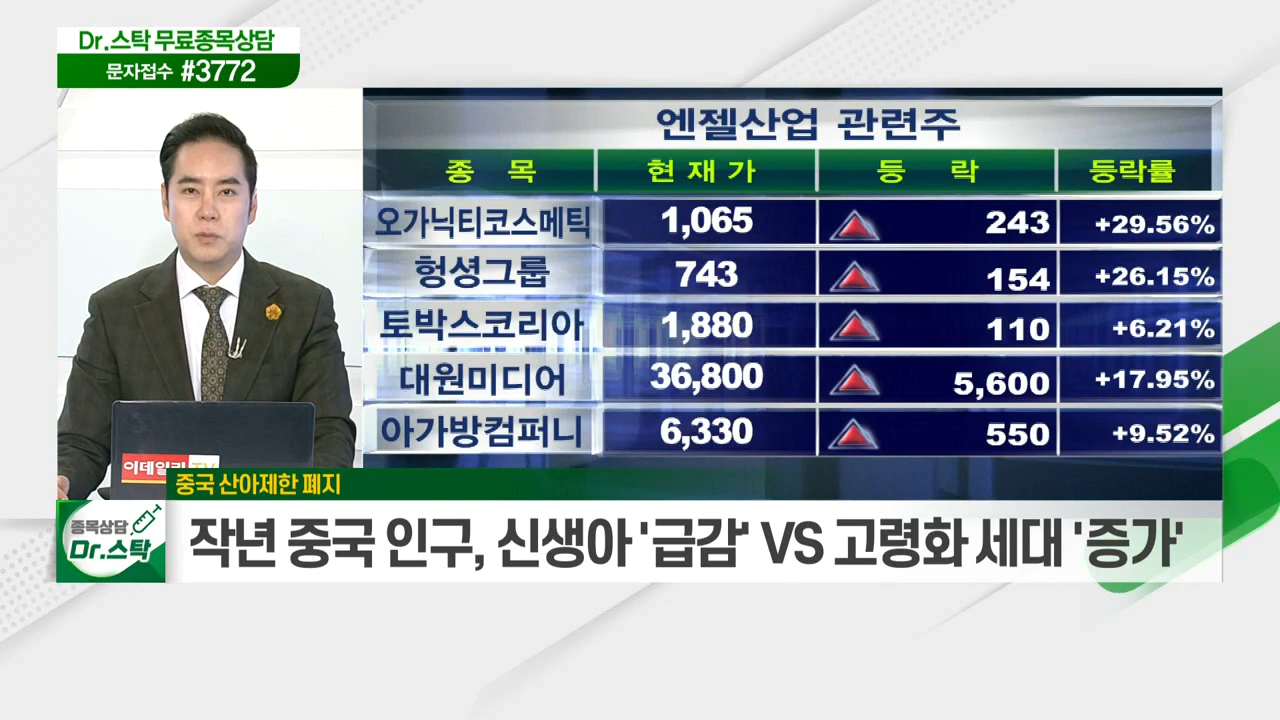 Dr.스탁 무료종목상담
문자접수 #3772
엔젤산업 관련주
종 목 현 재 가 등 락 등락률
오가닉티코스메틱 1,065 243 +29.56%
헝셩그룹 743 154 +26.15%
토박스코리아 1,880 110 +6.21%
대원미디어 36,800 5,600 +17.95%
아가방컴퍼니 6,330 550 +9.52%
이데일리 TV
중국 산아제한 폐지
종목상담
Dr.스탁
작년 중국 인구, 신생아 '급감' VS 고령화 세대 '증가'